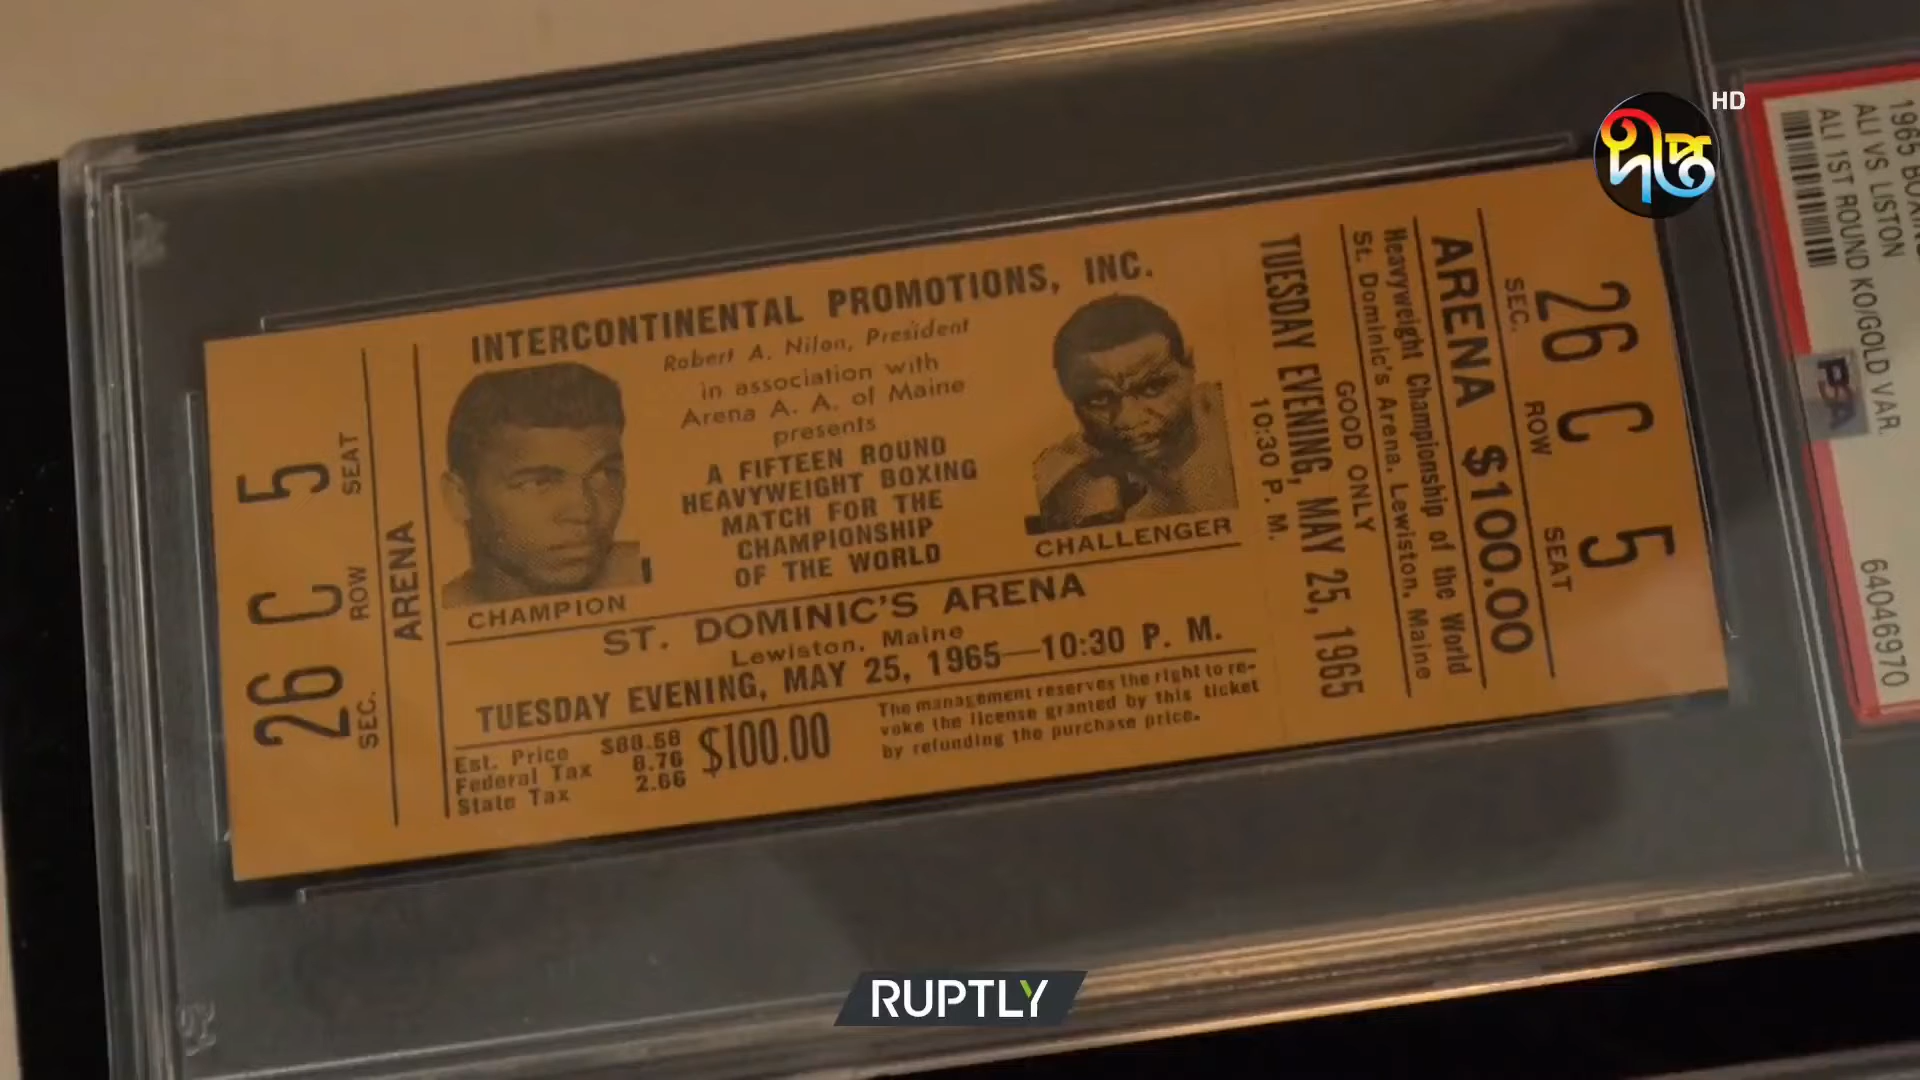 HD
দীপ্ত
26 C 5
SEC. ROW SEAT
ARENA
INTERCONTINENTAL PROMOTIONS, INC.
Robert A. Nilon, President
in association with
Arena A. A. of Maine
presents
A FIFTEEN ROUND
HEAVYWEIGHT BOXING
MATCH FOR THE
CHAMPIONSHIP
OF THE WORLD
CHAMPION
CHALLENGER
ST. DOMINIC'S ARENA
Lewiston, Maine
TUESDAY EVENING, MAY 25, 1965—10:30 P. M.
Est. Price $88.58
Federal Tax 8.76
State Tax 2.66
$100.00
The management reserves the right to re-
voke the license granted by this ticket
by refunding the purchase price.
26 C 5
SEC. ROW SEAT
ARENA $100.00
Heavyweight Championship of the World
St. Dominic's Arena, Lewiston, Maine
GOOD ONLY
TUESDAY EVENING, MAY 25, 1965
10:30 P. M.
1965
ALI VS LISTON
ALI 1ST ROUND KO/GOLD VAR.
PSA
64046970
RUPTLY